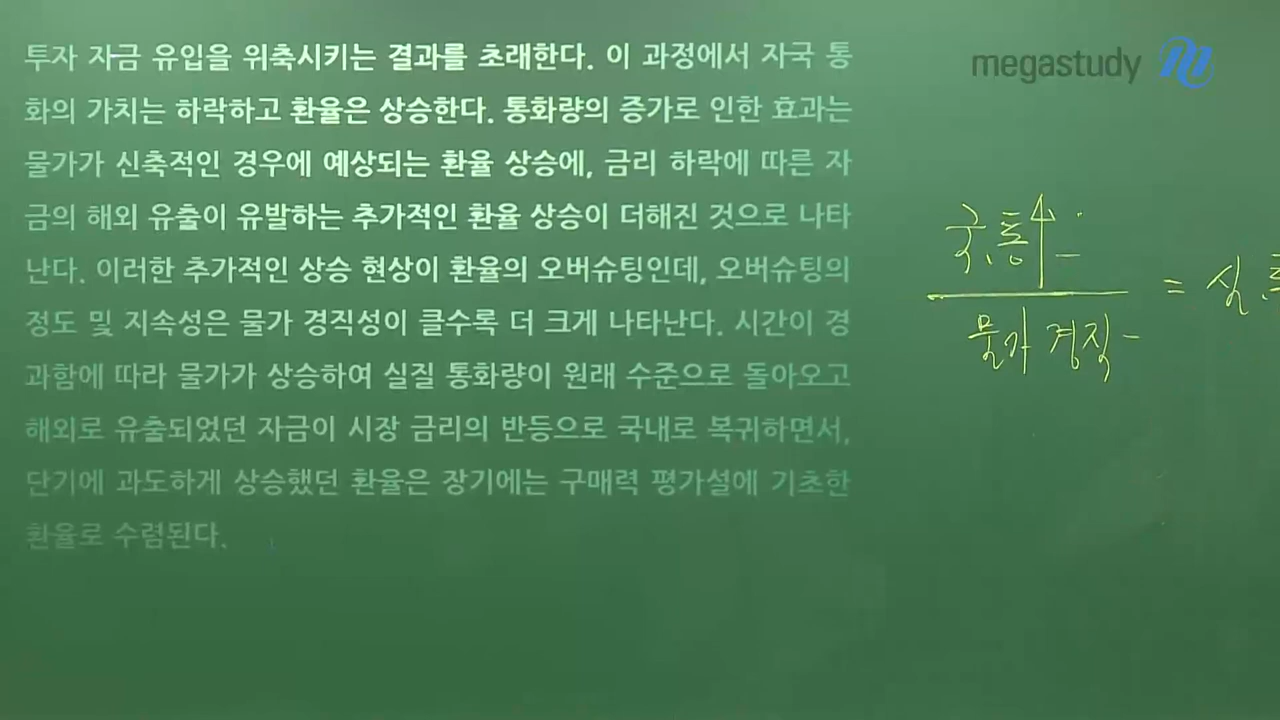 투자 자금 유입을 위축시키는 결과를 초래한다. 이 과정에서 자국 통
화의 가치는 하락하고 환율은 상승한다. 통화량의 증가로 인한 효과는
물가가 신축적인 경우에 예상되는 환율 상승에, 금리 하락에 따른 자
금의 해외 유출이 유발하는 추가적인 환율 상승이 더해진 것으로 나타
난다. 이러한 추가적인 상승 현상이 환율의 오버슈팅인데, 오버슈팅의
정도 및 지속성은 물가 경직성이 클수록 더 크게 나타난다. 시간이 경
과함에 따라 물가가 상승하여 실질 통화량이 원래 수준으로 돌아오고
해외로 유출되었던 자금이 시장 금리의 반등으로 국내로 복귀하면서,
단기에 과도하게 상승했던 환율은 장기에는 구매력 평가설에 기초한
환율로 수렴된다.
megastudy
국.통↑
물가 경직
= 실